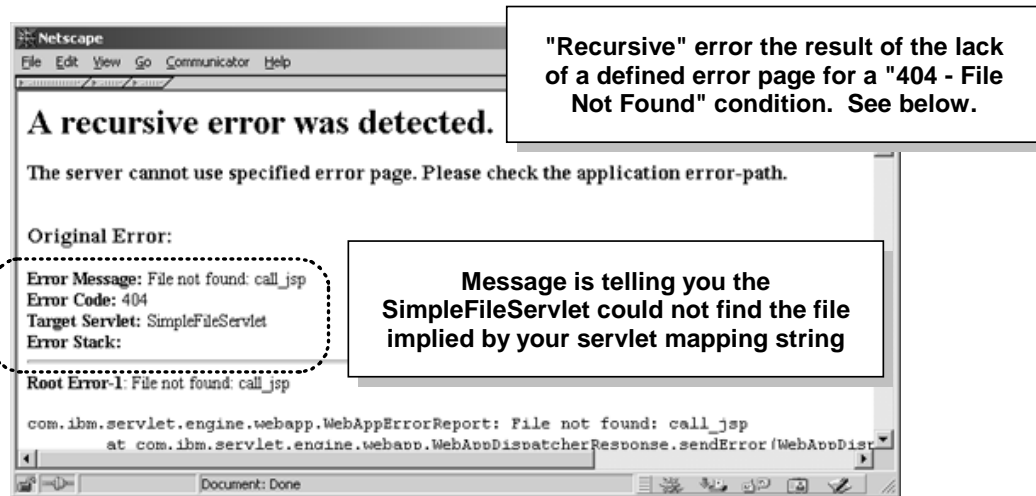 Netscape
File Edit View Go Communicator Help
"Recursive" error the result of the lack
of a defined error page for a "404 - File
Not Found" condition. See below.
A recursive error was detected.
The server cannot use specified error page. Please check the application error-path.
Original Error:
Error Message: File not found: call_jsp
Error Code: 404
Target Servlet: SimpleFileServlet
Error Stack:
Message is telling you the
SimpleFileServlet could not find the file
implied by your servlet mapping string
Root Error-1: File not found: call_jsp
com.ibm.servlet.engine.webapp.WebAppErrorReport: File not found: call_jsp
at com.ibm.servlet.engine.webapp.WebAppDispatcherResponse.sendError(WebAppDisp
Document: Done